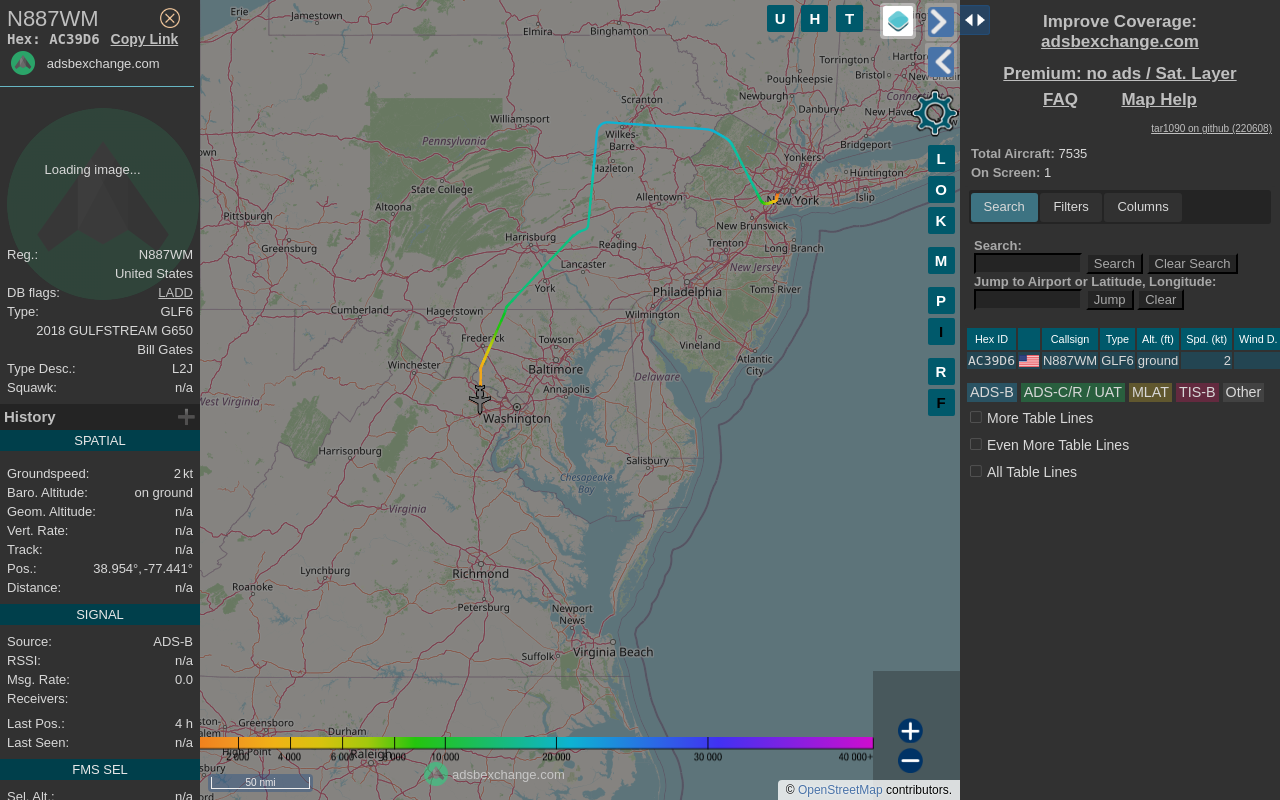 N887WM
Hex: AC39D6 Copy Link
adsbexchange.com
Loading image...
Reg.: N887WM
United States
DB flags: LADD
Type: GLF6
2018 GULFSTREAM G650
Bill Gates
Type Desc.: L2J
Squawk: n/a
History
SPATIAL
Groundspeed: 2 kt
Baro. Altitude: on ground
Geom. Altitude: n/a
Vert. Rate: n/a
Track: n/a
Pos.: 38.954°, -77.441°
Distance: n/a
SIGNAL
Source: ADS-B
RSSI: n/a
Msg. Rate: 0.0
Receivers:
Last Pos.: 4 h
Last Seen: n/a
FMS SEL
Sel. Alt.: n/a
Erie
Jamestown
Elmira
Binghamton
Torrington
Hartfor
Poughkeepsie
Bristol
New Britain
Scranton
Newburgh
Danbury
New Haven
Connecticut
Williamsport
Pennsylvania
Wilkes-
Barre
Hazleton
Yonkers
Bridgeport
own
State College
Allentown
Huntington
Islip
Altoona
New York
Pittsburgh
New Brunswick
Greensburg
Harrisburg
Reading
Trenton
Long Branch
Lancaster
New Jersey
York
Philadelphia
Toms River
Cumberland
Hagerstown
Wilmington
Frederick
Towson
Vineland
Winchester
Baltimore
Atlantic
City
Annapolis
Delaware
West Virginia
Washington
Harrisonburg
Salisbury
Chesapeake
Bay
Virginia
Lynchburg
Richmond
Roanoke
Petersburg
Newport
News
Suffolk
Virginia Beach
ston-
alem
Greensboro
Durham
High Point
Raleigh
sbury
ord
2 000
4 000
6 000
8 000
10 000
20 000
30 000
40 000+
50 nmi
adsbexchange.com
© OpenStreetMap contributors.
U
H
T
L
O
K
M
P
I
R
F
Improve Coverage:
adsbexchange.com
Premium: no ads / Sat. Layer
FAQ Map Help
tar1090 on github (220608)
Total Aircraft: 7535
On Screen: 1
Search Filters Columns
Search:
Search Clear Search
Jump to Airport or Latitude, Longitude:
Jump Clear
Hex ID Callsign Type Alt. (ft) Spd. (kt) Wind D.
AC39D6 N887WM GLF6 ground 2
ADS-B ADS-C/R / UAT MLAT TIS-B Other
More Table Lines
Even More Table Lines
All Table Lines